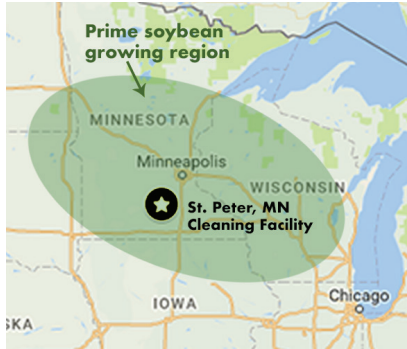 Prime soybean
growing region
MINNESOTA
Minneapolis
WISCONSIN
St. Peter, MN
Cleaning Facility
Chicago
IOWA
SKA